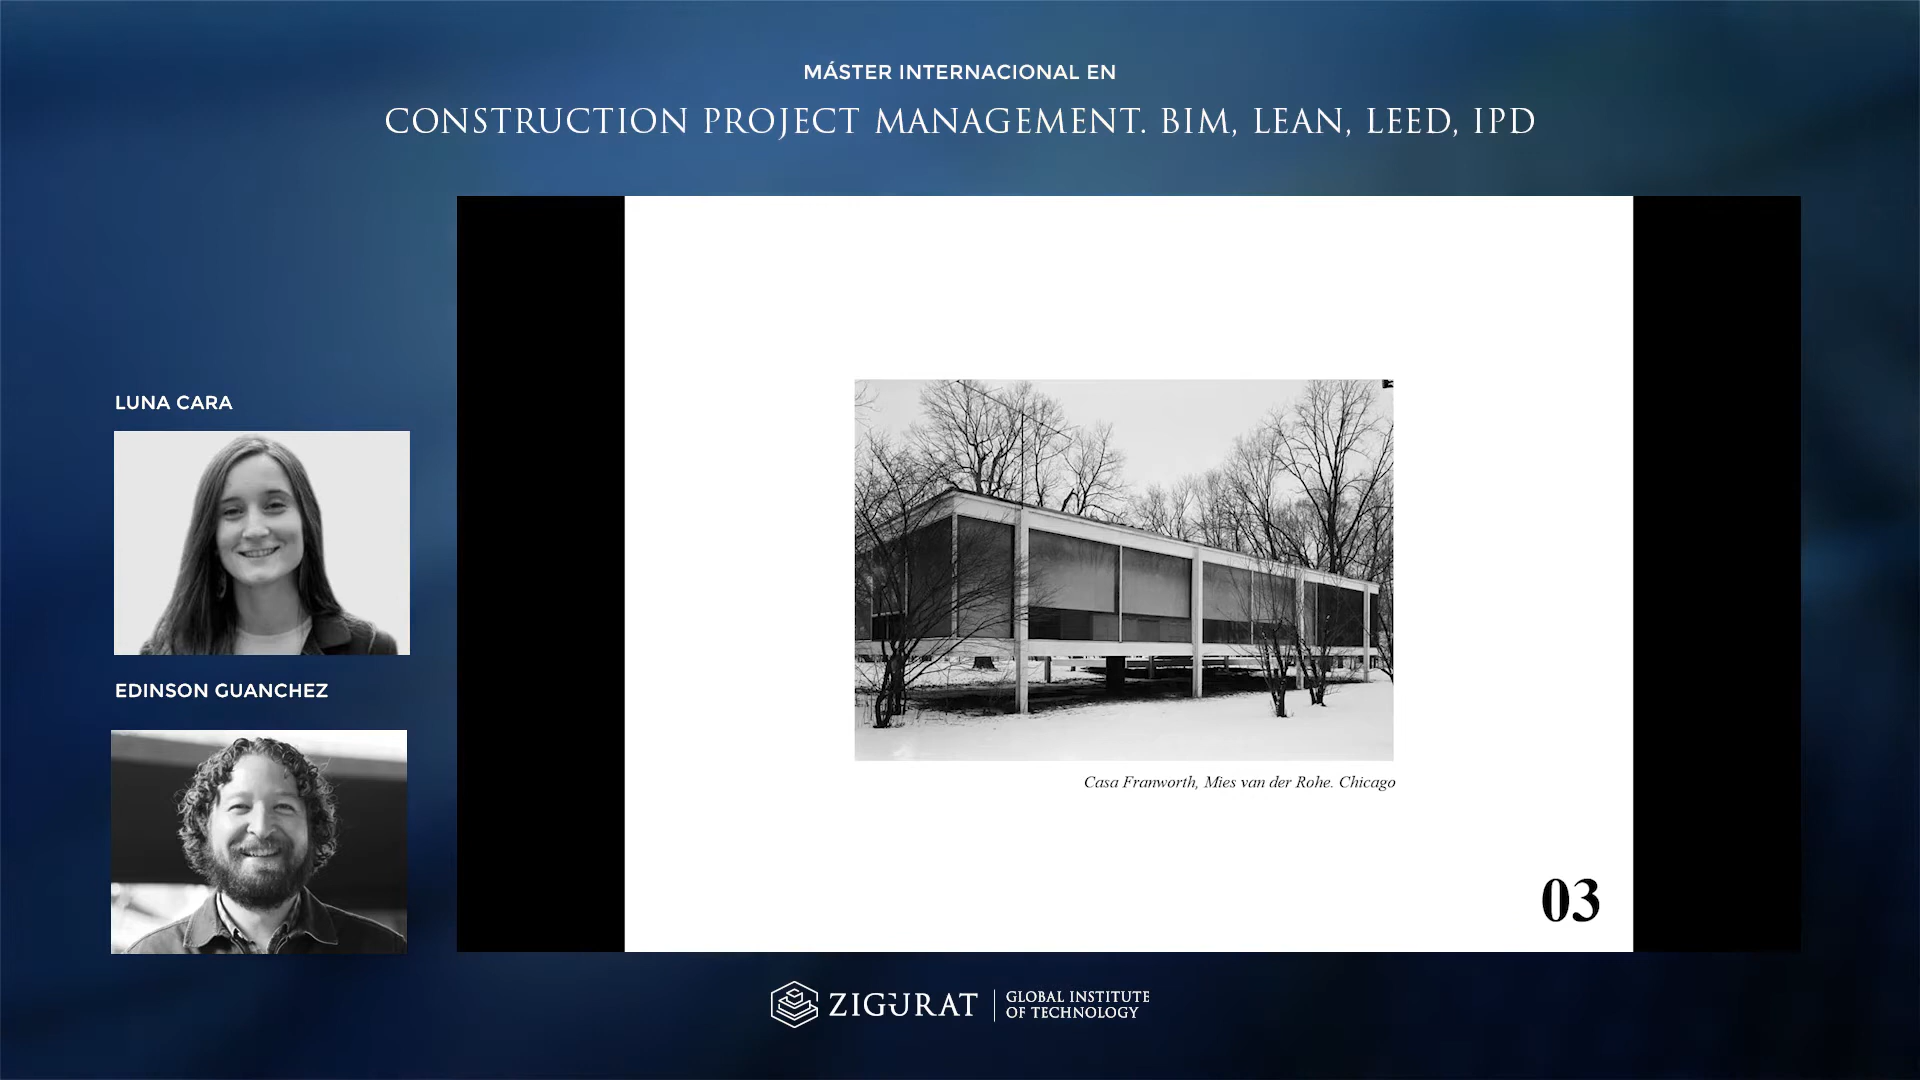 MÁSTER INTERNACIONAL EN
CONSTRUCTION PROJECT MANAGEMENT. BIM, LEAN, LEED, IPD
LUNA CARA
EDINSON GUANCHEZ
Casa Franworth, Mies van der Rohe. Chicago
03
ZIGURAT
GLOBAL INSTITUTE
OF TECHNOLOGY